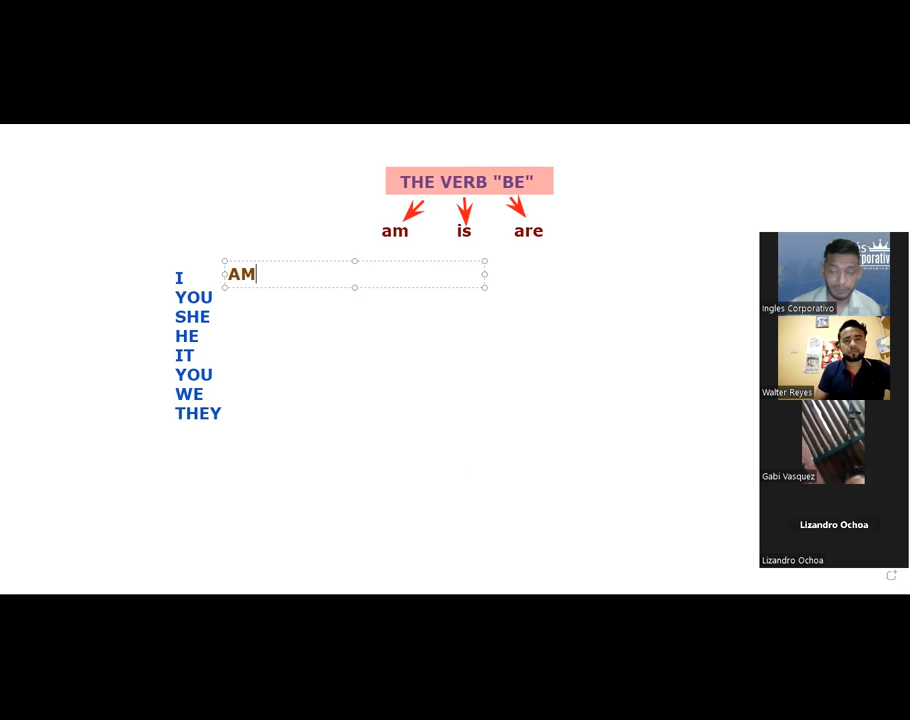 THE VERB "BE"
am is are
I AM
YOU
SHE
HE
IT
YOU
WE
THEY
Ingles Corporativo
Walter Reyes
Gabi Vasquez
Lizandro Ochoa
Lizandro Ochoa